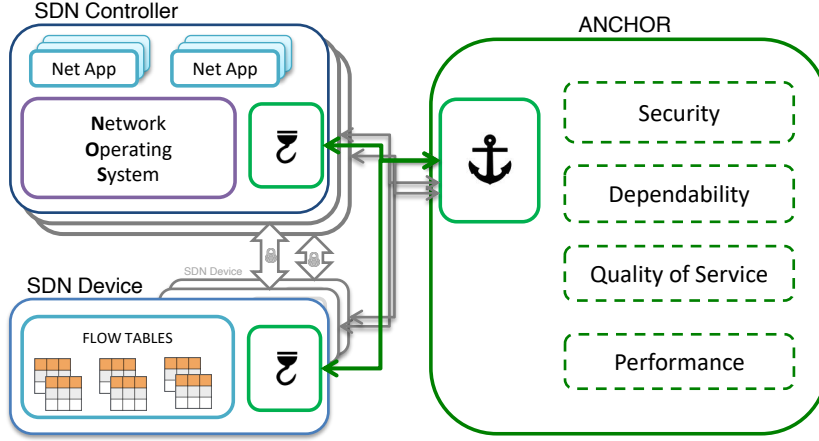 SDN Controller
Net App
Net App
Network
Operating
System
ANCHOR
Security
Dependability
Quality of Service
Performance
SDN Device
SDN Device
FLOW TABLES